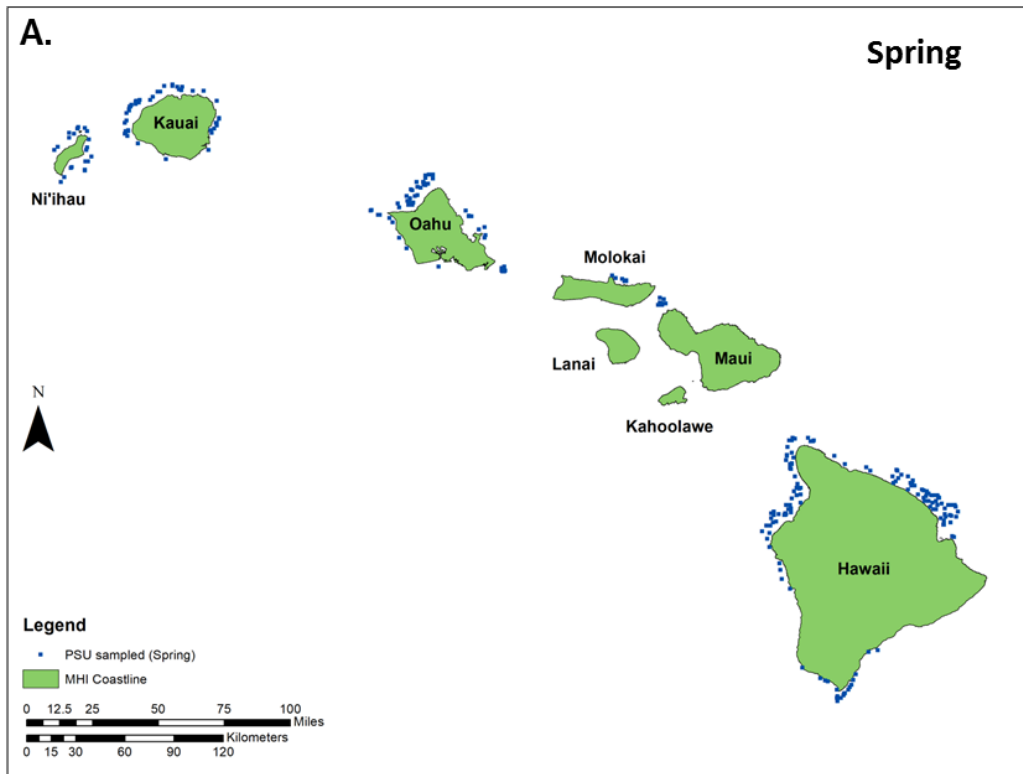 A.
Spring
Kauai
Ni'ihau
Oahu
Molokai
Lanai
Maui
Kahoolawe
N
Hawaii
Legend
PSU sampled (Spring)
MHI Coastline
0 12.5 25 50 75 100
Miles
Kilometers
0 15 30 60 90 120